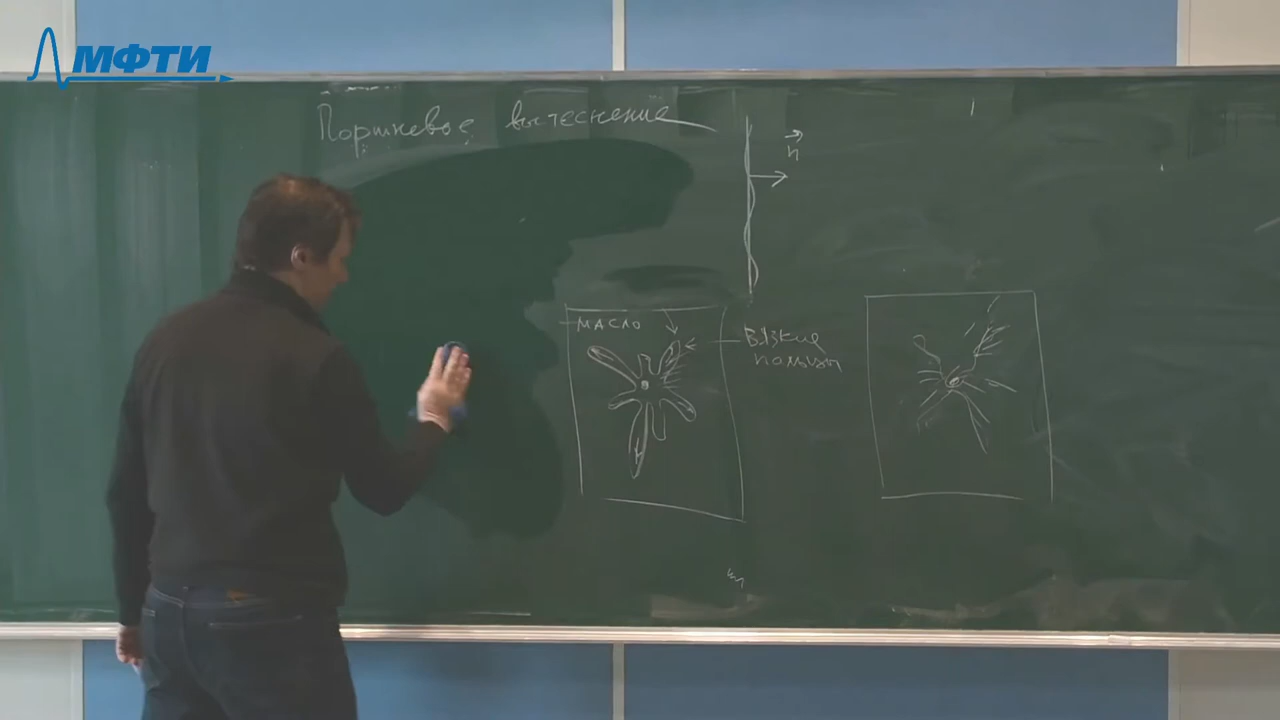 МФТИ
Поршневое вытеснение
n
МАСЛО
Вязкие
пальцы